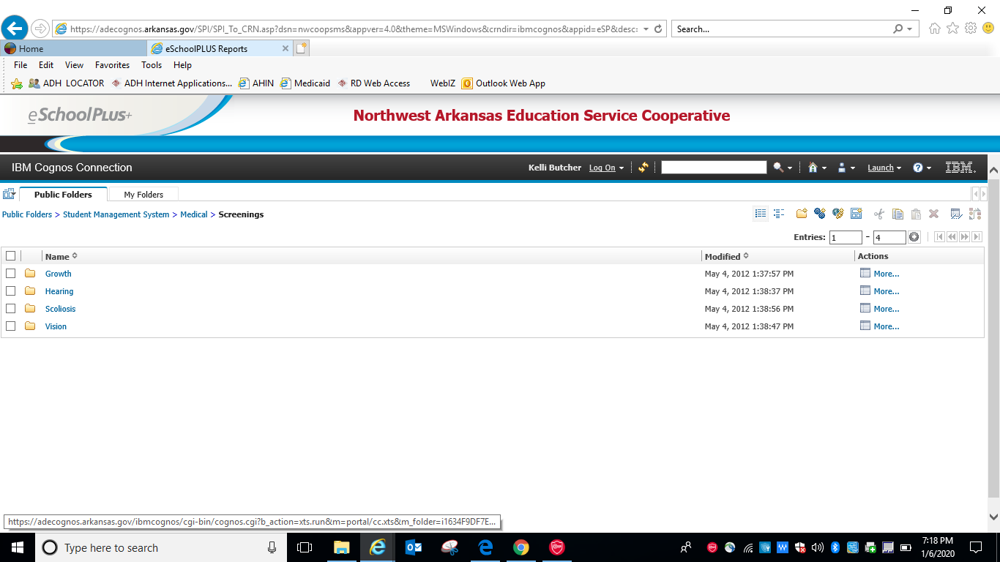 https://adecognos.arkansas.gov/SPI/SPI_To_CRN.asp?dsn=nwcoopsms&appver=4.0&theme=MSWindows&crndir=ibmcognos&appid=eSP&desc=
Search...
Home
eSchoolPLUS Reports
File Edit View Favorites Tools Help
ADH LOCATOR ADH Internet Applications... AHIN Medicaid RD Web Access WebIZ Outlook Web App
eSchoolPLUS+
Northwest Arkansas Education Service Cooperative
IBM Cognos Connection
Kelli Butcher Log On Launch IBM.
Public Folders My Folders
Public Folders > Student Management System > Medical > Screenings
Entries: 1 - 4
Name Modified Actions
Growth May 4, 2012 1:37:57 PM More...
Hearing May 4, 2012 1:38:37 PM More...
Scoliosis May 4, 2012 1:38:56 PM More...
Vision May 4, 2012 1:38:47 PM More...
https://adecognos.arkansas.gov/ibmcognos/cgi-bin/cognos.cgi?b_action=xts.run&m=portal/cc.xts&m_folder=i1634F9DF7E...
Type here to search
7:18 PM
1/6/2020